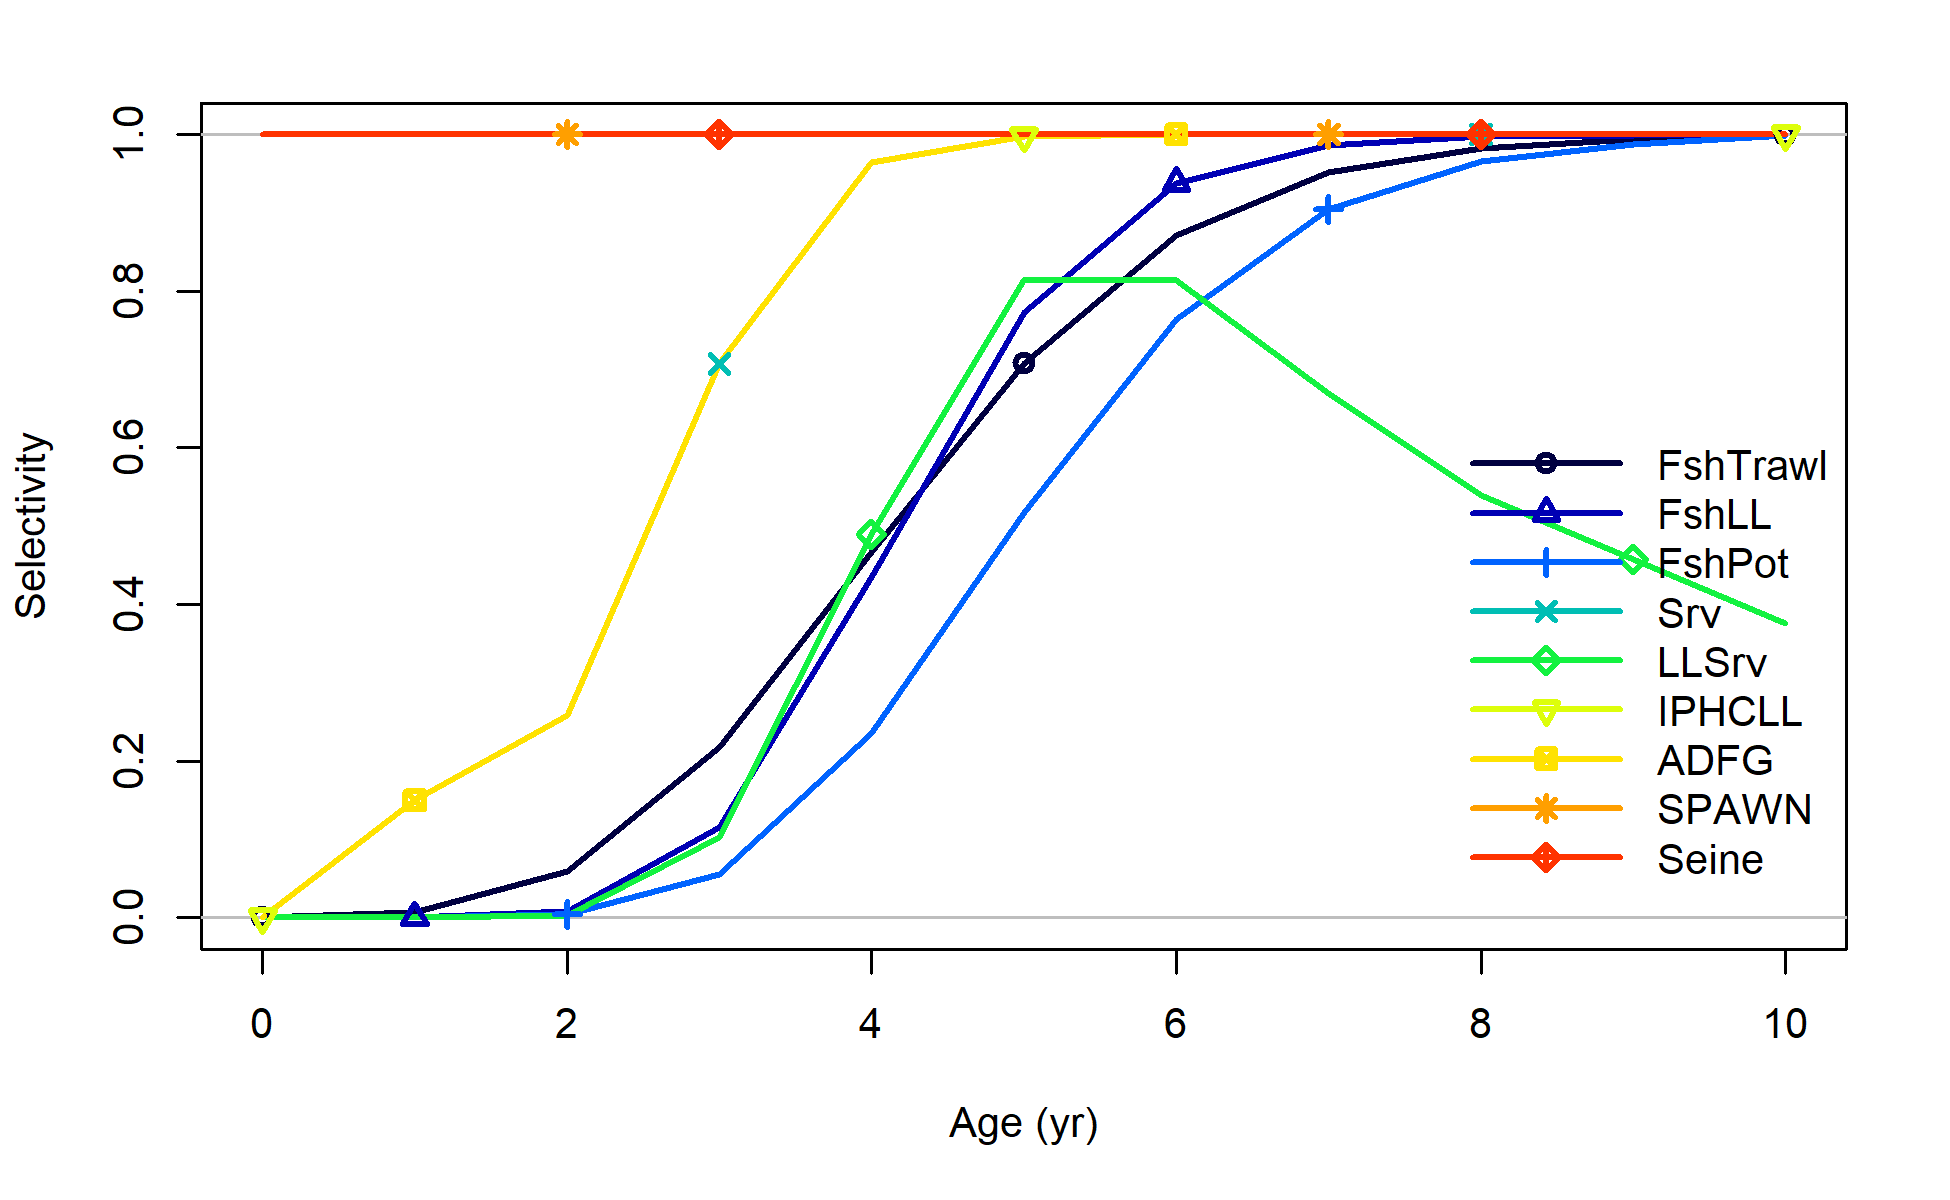 Selectivity
1.0
0.8
0.6
0.4
0.2
0.0
FshTrawl
FshLL
FshPot
Srv
LLSrv
IPHCLL
ADFG
SPAWN
Seine
0 2 4 6 8 10
Age (yr)